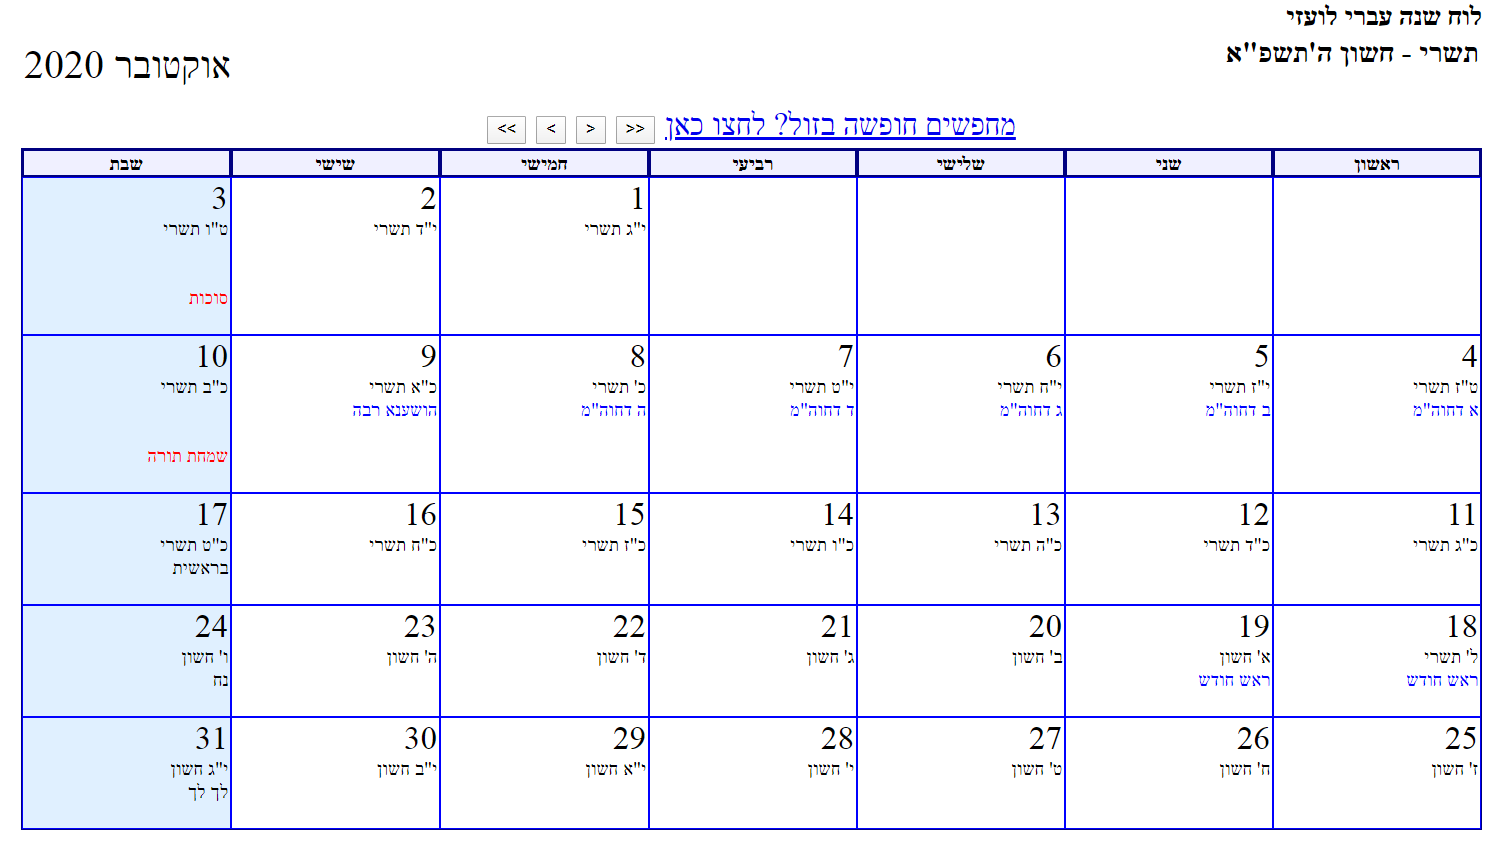 לוח שנה עברי לועזי
תשרי - חשון ה'תשפ"א
אוקטובר 2020
מחפשים חופשה בזול? לחצו כאן >> > < <<
ראשון שני שלישי רביעי חמישי שישי שבת
1 2 3
י"ג תשרי י"ד תשרי ט"ו תשרי
סוכות
4 5 6 7 8 9 10
ט"ז תשרי י"ז תשרי י"ח תשרי י"ט תשרי כ' תשרי כ"א תשרי כ"ב תשרי
א דחוה"מ ב דחוה"מ ג דחוה"מ ד דחוה"מ ה דחוה"מ הושענא רבה
שמחת תורה
11 12 13 14 15 16 17
כ"ג תשרי כ"ד תשרי כ"ה תשרי כ"ו תשרי כ"ז תשרי כ"ח תשרי כ"ט תשרי
בראשית
18 19 20 21 22 23 24
ל' תשרי א' חשון ב' חשון ג' חשון ד' חשון ה' חשון ו' חשון
ראש חודש ראש חודש נח
25 26 27 28 29 30 31
ז' חשון ח' חשון ט' חשון י' חשון י"א חשון י"ב חשון י"ג חשון
לך לך